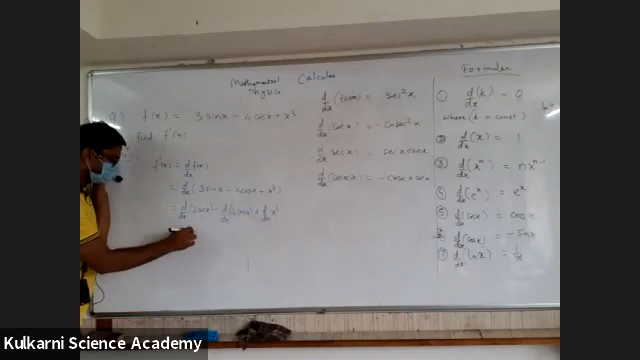 Mathematical
Physics
Calculus
Q) f(x) = 3 sinx - 4 cosx + x³
find f'(x)
f'(x) = d/dx f(x)
= d/dx (3 sinx - 4 cosx + x³)
= d/dx (3 sinx) - d/dx (4 cosx) + d/dx x³
d/dx (tanx) = sec²x
d/dx (cotx) = - cosec²x
d/dx (secx) = secx tanx
d/dx (cosecx) = - cosecx cotx
Formulae
① d/dx (k) = 0
where (k = const)
② d/dx (x) = 1
③ d/dx (xⁿ) = nxⁿ⁻
④ d/dx (eˣ) = eˣ
⑤ d/dx (sinx) = cosx
⑥ d/dx (cosx) = - sinx
⑦ d/dx (lnx) = 1/x
Kulkarni Science Academy